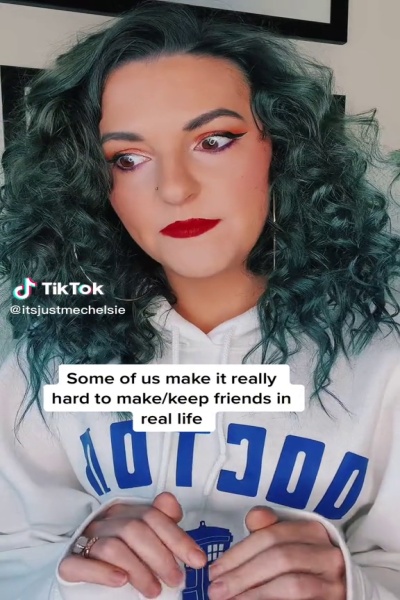 TikTok
@itsjustmechelsie
Some of us make it really
hard to make/keep friends in
real life
DOCTOR